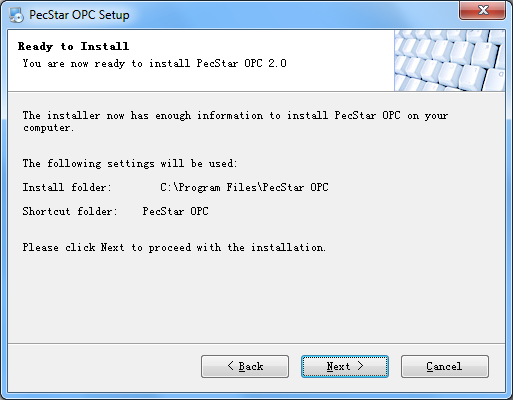 PecStar OPC Setup
Ready to Install
You are now ready to install PecStar OPC 2.0
The installer now has enough information to install PecStar OPC on your
computer.
The following settings will be used:
Install folder: C:\Program Files\PecStar OPC
Shortcut folder: PecStar OPC
Please click Next to proceed with the installation.
< Back Next > Cancel